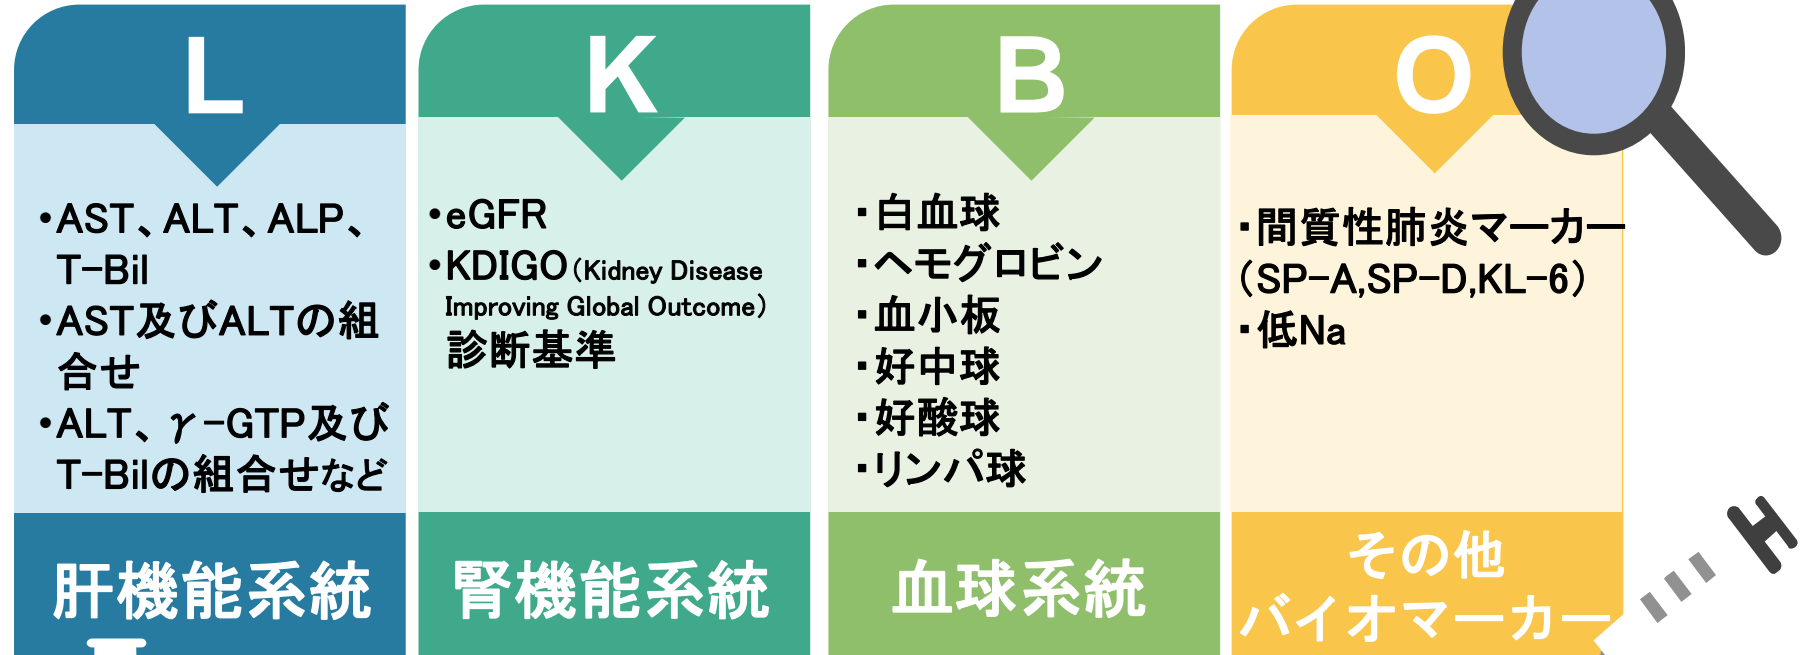 L
・AST、ALT、ALP、
T-Bil
・AST及びALTの組
合せ
・ALT、γ-GTP及び
T-Bilの組合せなど
肝機能系統
K
・eGFR
・KDIGO（Kidney Disease
Improving Global Outcome）
診断基準
腎機能系統
B
・白血球
・ヘモグロビン
・血小板
・好中球
・好酸球
・リンパ球
血球系統
O
・間質性肺炎マーカー
（SP-A,SP-D,KL-6）
・低Na
その他
バイオマーカー